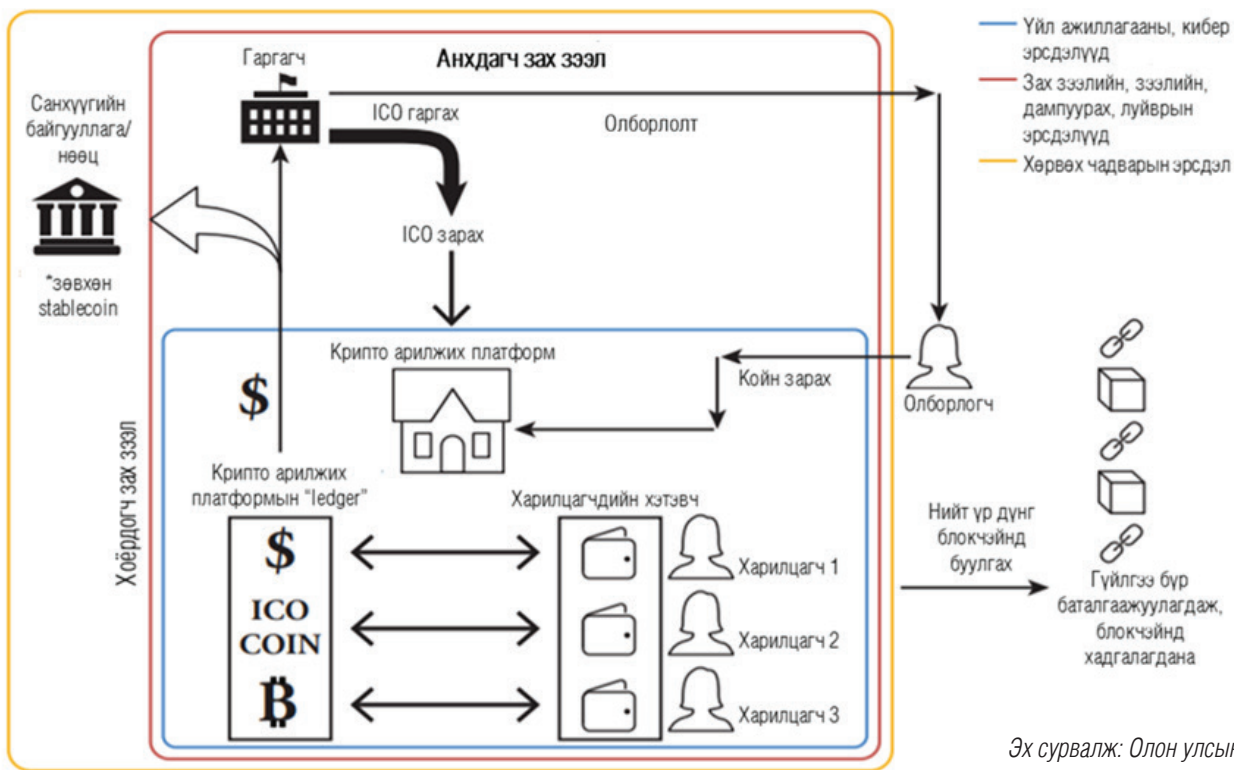 Гаргагч
Анхдагч зах зээл
Үйл ажиллагааны, кибер
эрсдэлүүд
Зах зээлийн, зээлийн,
дампуурах, луйврын
эрсдэлүүд
Хөрвөх чадварын эрсдэл
Санхүүгийн
байгууллага/
нөөц
*зөвхөн
stablecoin
ICO гаргах
Олборлолт
ICO зарах
Крипто арилжих платформ
Койн зарах
Олборлогч
$
Хоёрдогч зах зээл
Крипто арилжих
платформын “ledger”
Харилцагчдийн хэтэвч
$
ICO
COIN
₿
Харилцагч 1
Харилцагч 2
Харилцагч 3
Нийт үр дүнг
блокчэйнд
буулгах
Гүйлгээ бүр
баталгаажуулагдаж,
блокчэйнд
хадгалагдана
Эх сурвалж: Олон улсын